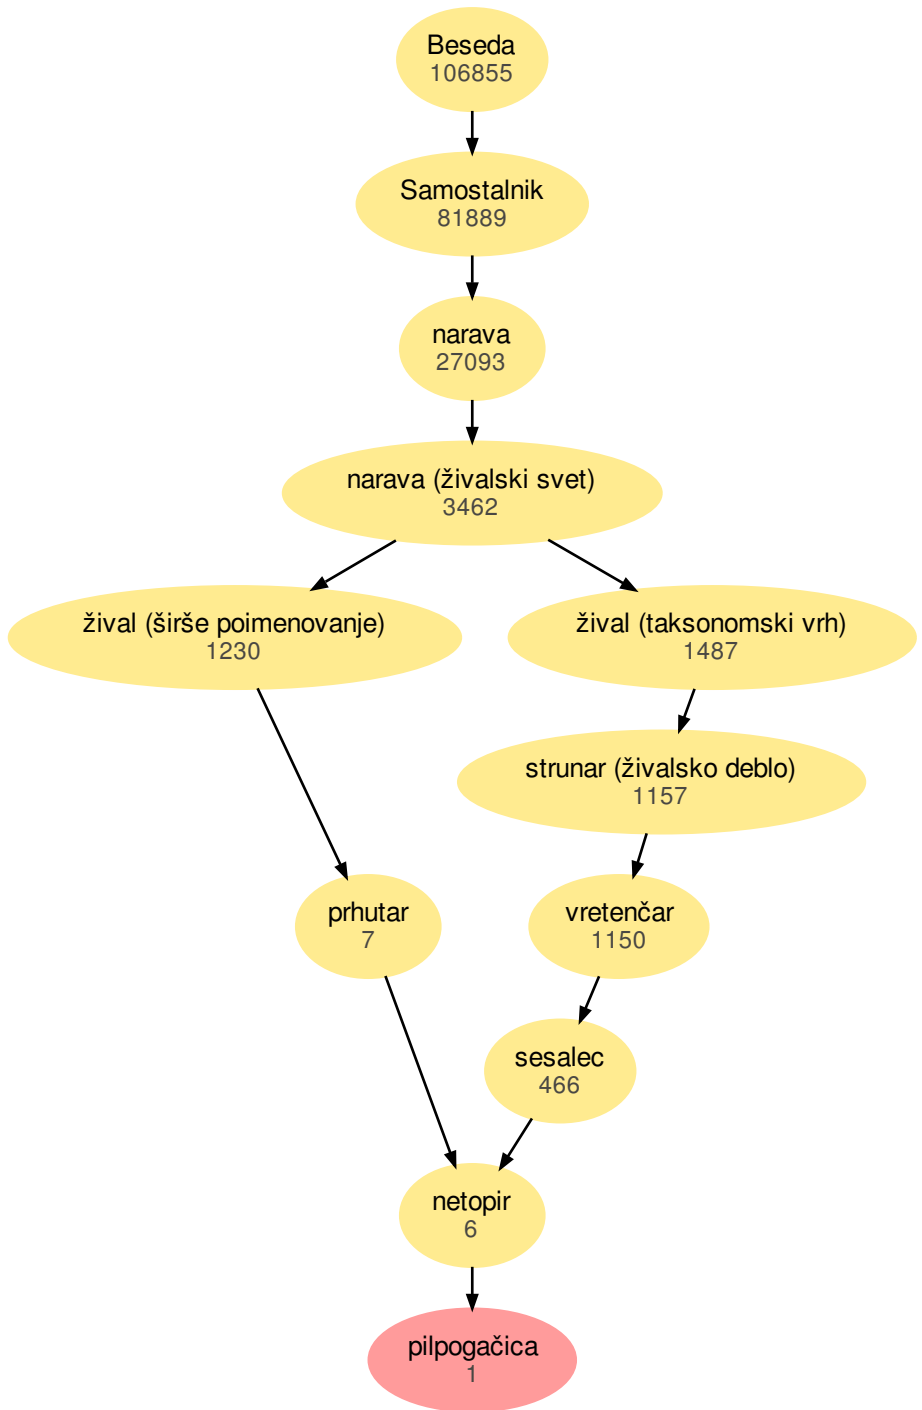 Beseda
106855
Samostalnik
81889
narava
27093
narava (živalski svet)
3462
žival (širše poimenovanje)
1230
žival (taksonomski vrh)
1487
strunar (živalsko deblo)
1157
prhutar
7
vretenčar
1150
sesalec
466
netopir
6
pilpogačica
1